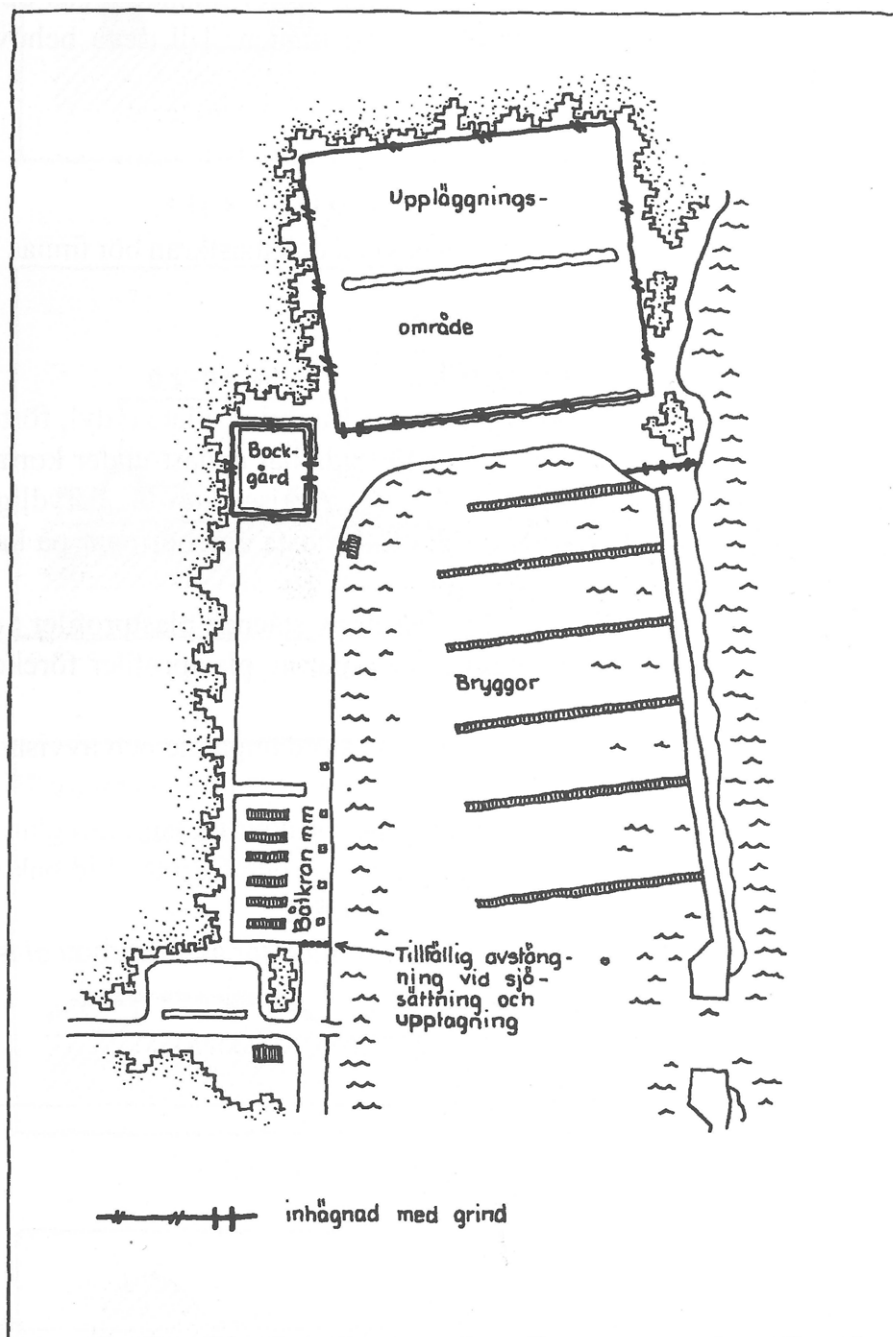 Uppläggnings-
område
Bock-
gård
Bryggor
Båtkran mm
Tillfällig avstäng-
ning vid sjö-
sättning och
upptagning
inhägnad med grind